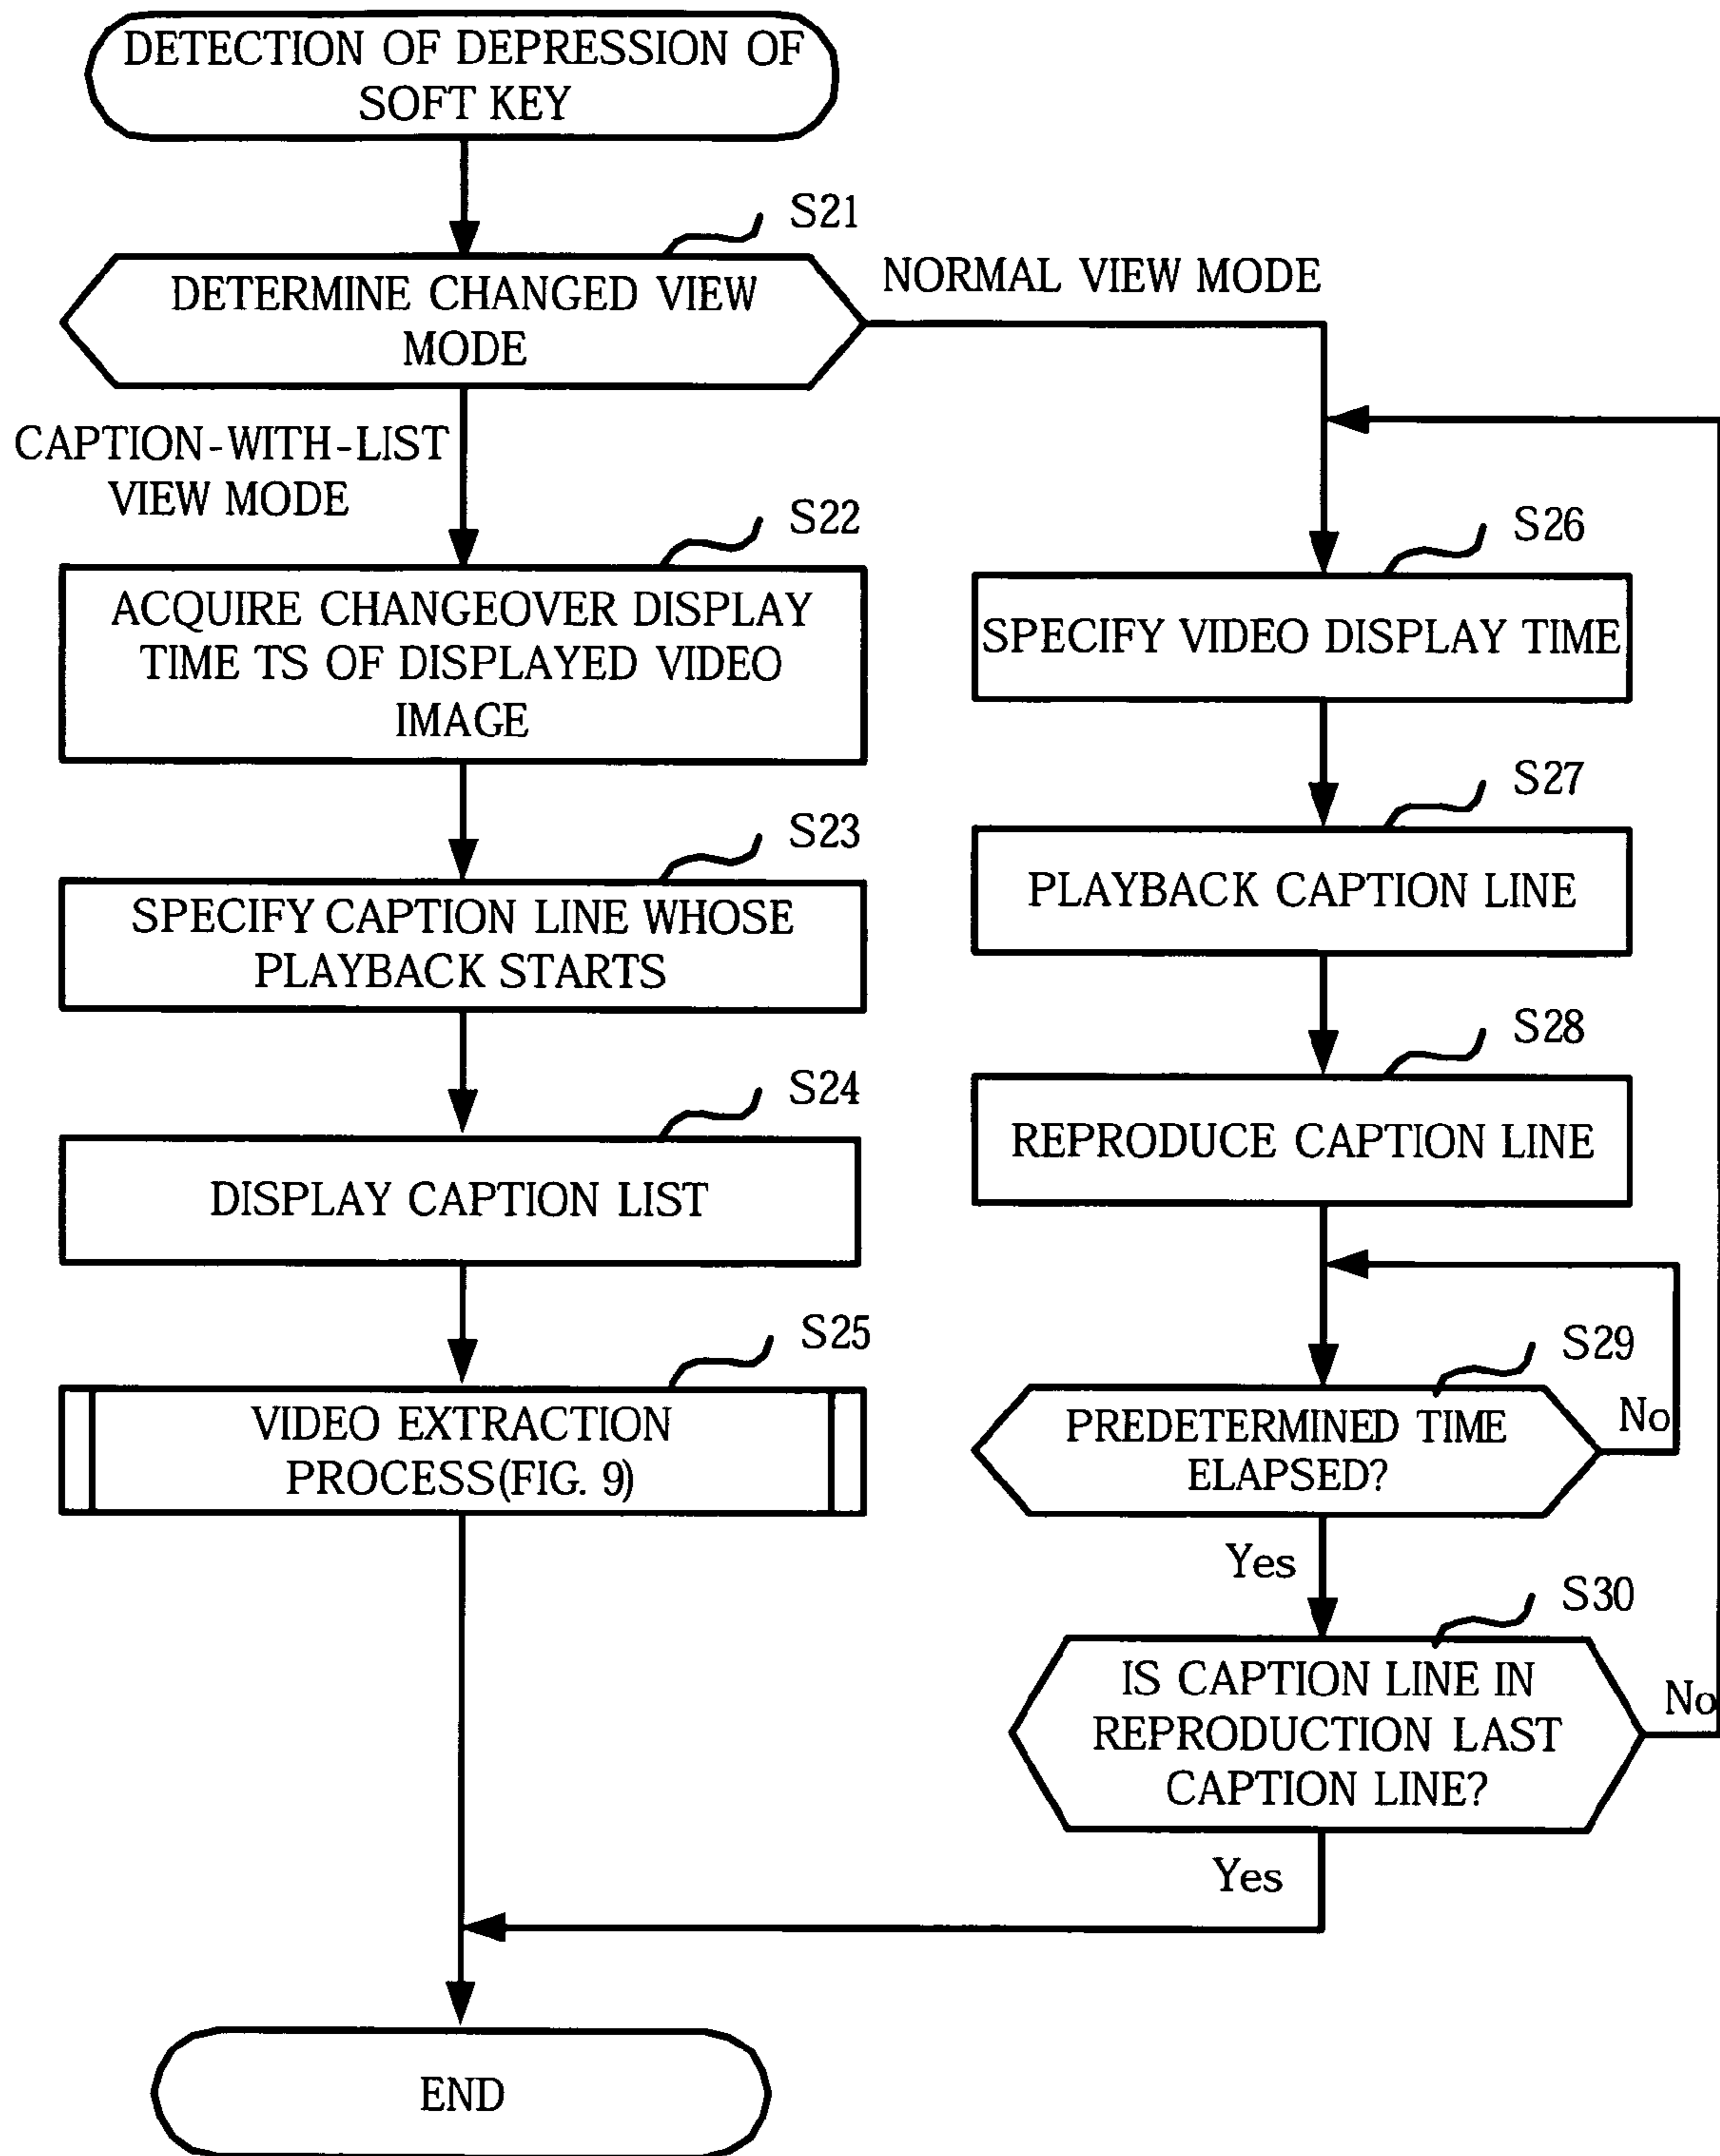 DETECTION OF DEPRESSION OF
SOFT KEY
S21
DETERMINE CHANGED VIEW
MODE
NORMAL VIEW MODE
CAPTION-WITH-LIST
VIEW MODE
S22
ACQUIRE CHANGEOVER DISPLAY
TIME TS OF DISPLAYED VIDEO
IMAGE
S23
SPECIFY CAPTION LINE WHOSE
PLAYBACK STARTS
S24
DISPLAY CAPTION LIST
S25
VIDEO EXTRACTION
PROCESS(FIG. 9)
S26
SPECIFY VIDEO DISPLAY TIME
S27
PLAYBACK CAPTION LINE
S28
REPRODUCE CAPTION LINE
S29
PREDETERMINED TIME
ELAPSED?
No
Yes
S30
IS CAPTION LINE IN
REPRODUCTION LAST
CAPTION LINE?
No
Yes
END